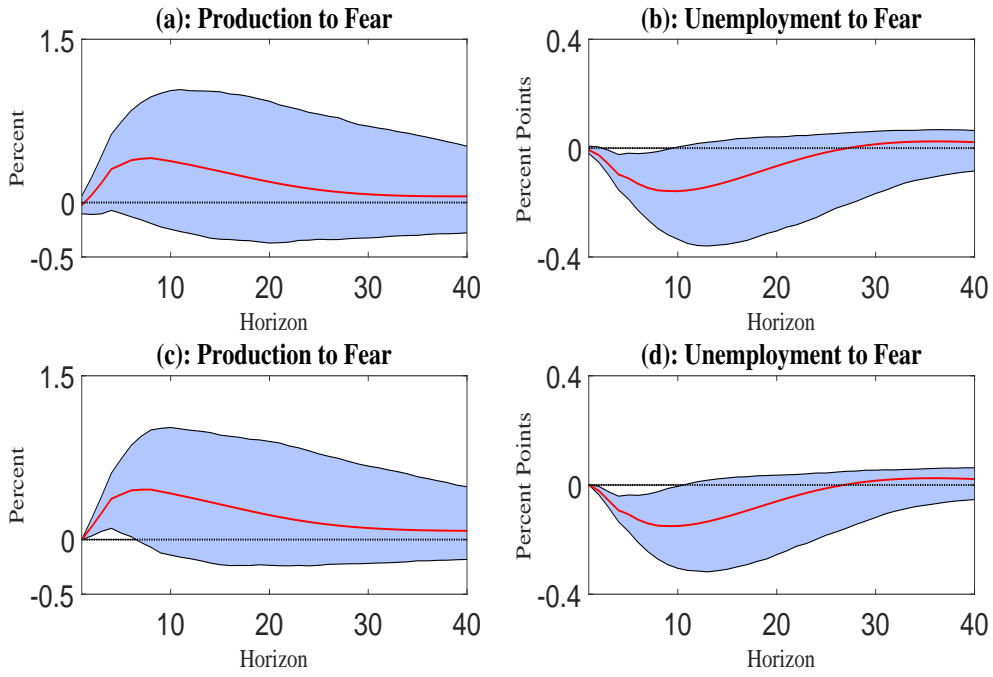 (a): Production to Fear
1.5
0
-0.5
Percent
10 20 30 40
Horizon
(b): Unemployment to Fear
0.4
0
-0.4
Percent Points
10 20 30 40
Horizon
(c): Production to Fear
1.5
0
-0.5
Percent
10 20 30 40
Horizon
(d): Unemployment to Fear
0.4
0
-0.4
Percent Points
10 20 30 40
Horizon